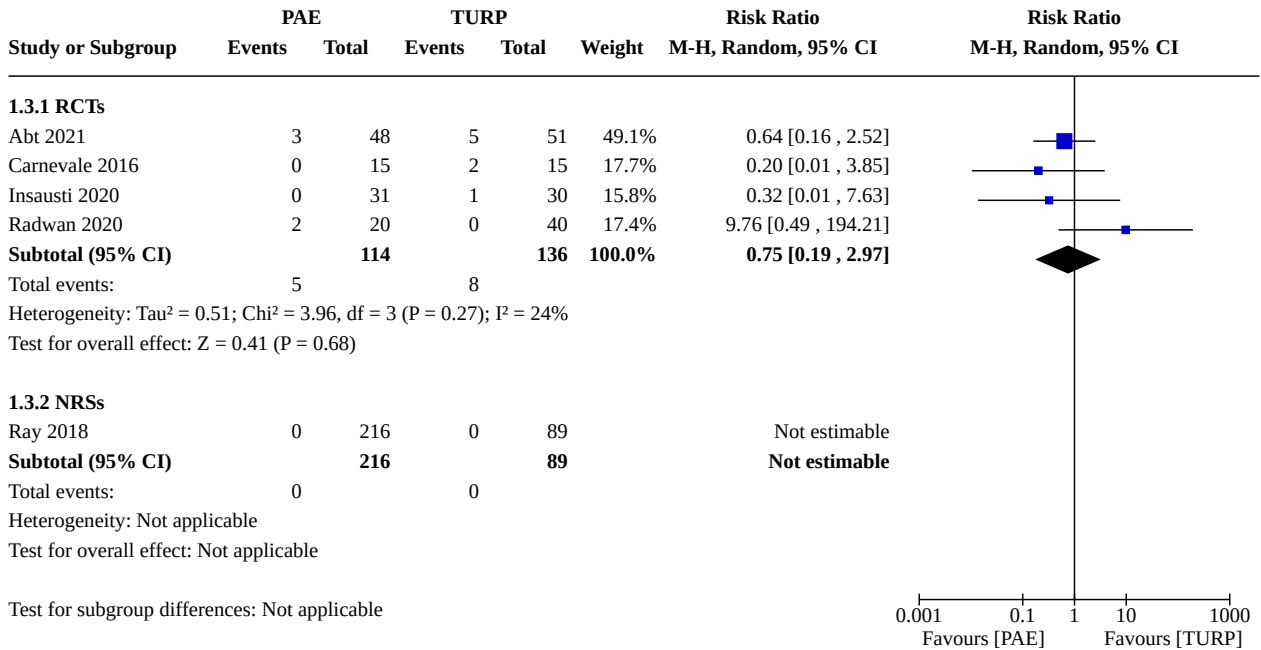 PAE TURP Risk Ratio Risk Ratio
Study or Subgroup Events Total Events Total Weight M-H, Random, 95% CI M-H, Random, 95% CI
1.3.1 RCTs
Abt 2021 3 48 5 51 49.1% 0.64 [0.16 , 2.52]
Carnevale 2016 0 15 2 15 17.7% 0.20 [0.01 , 3.85]
Insausti 2020 0 31 1 30 15.8% 0.32 [0.01 , 7.63]
Radwan 2020 2 20 0 40 17.4% 9.76 [0.49 , 194.21]
Subtotal (95% CI) 114 136 100.0% 0.75 [0.19 , 2.97]
Total events: 5 8
Heterogeneity: Tau² = 0.51; Chi² = 3.96, df = 3 (P = 0.27); I² = 24%
Test for overall effect: Z = 0.41 (P = 0.68)
1.3.2 NRSs
Ray 2018 0 216 0 89 Not estimable
Subtotal (95% CI) 216 89 Not estimable
Total events: 0 0
Heterogeneity: Not applicable
Test for overall effect: Not applicable
Test for subgroup differences: Not applicable
0.001 0.1 1 10 1000
Favours [PAE] Favours [TURP]